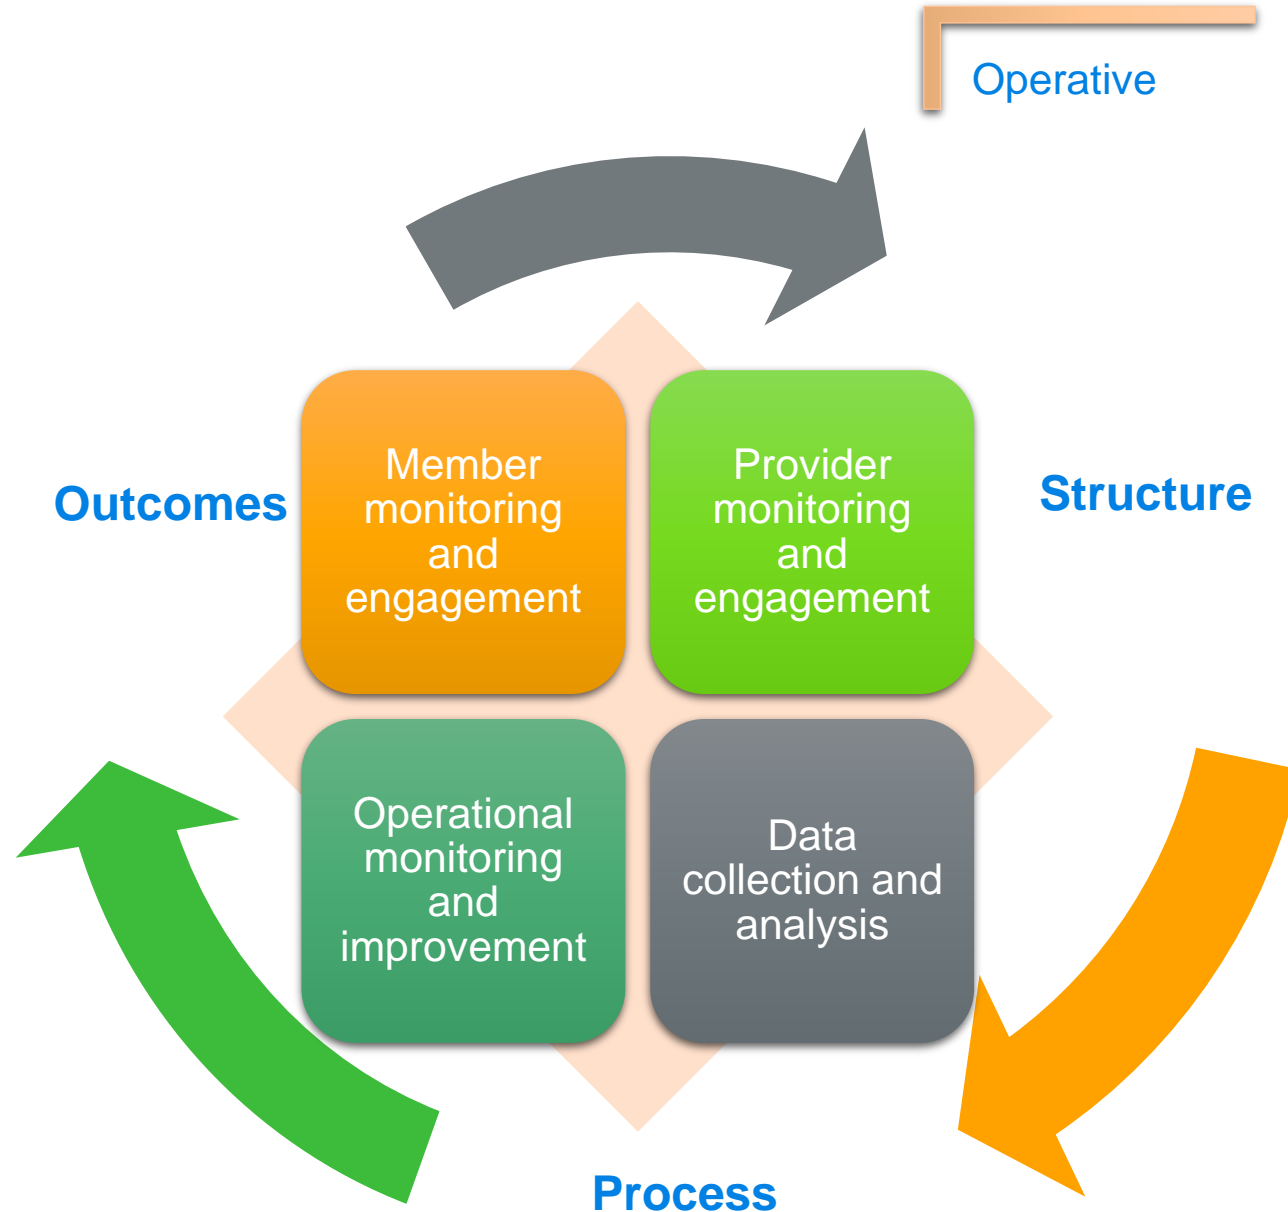 Operative
Outcomes
Structure
Member
monitoring
and
engagement
Provider
monitoring
and
engagement
Operational
monitoring
and
improvement
Data
collection and
analysis
Process